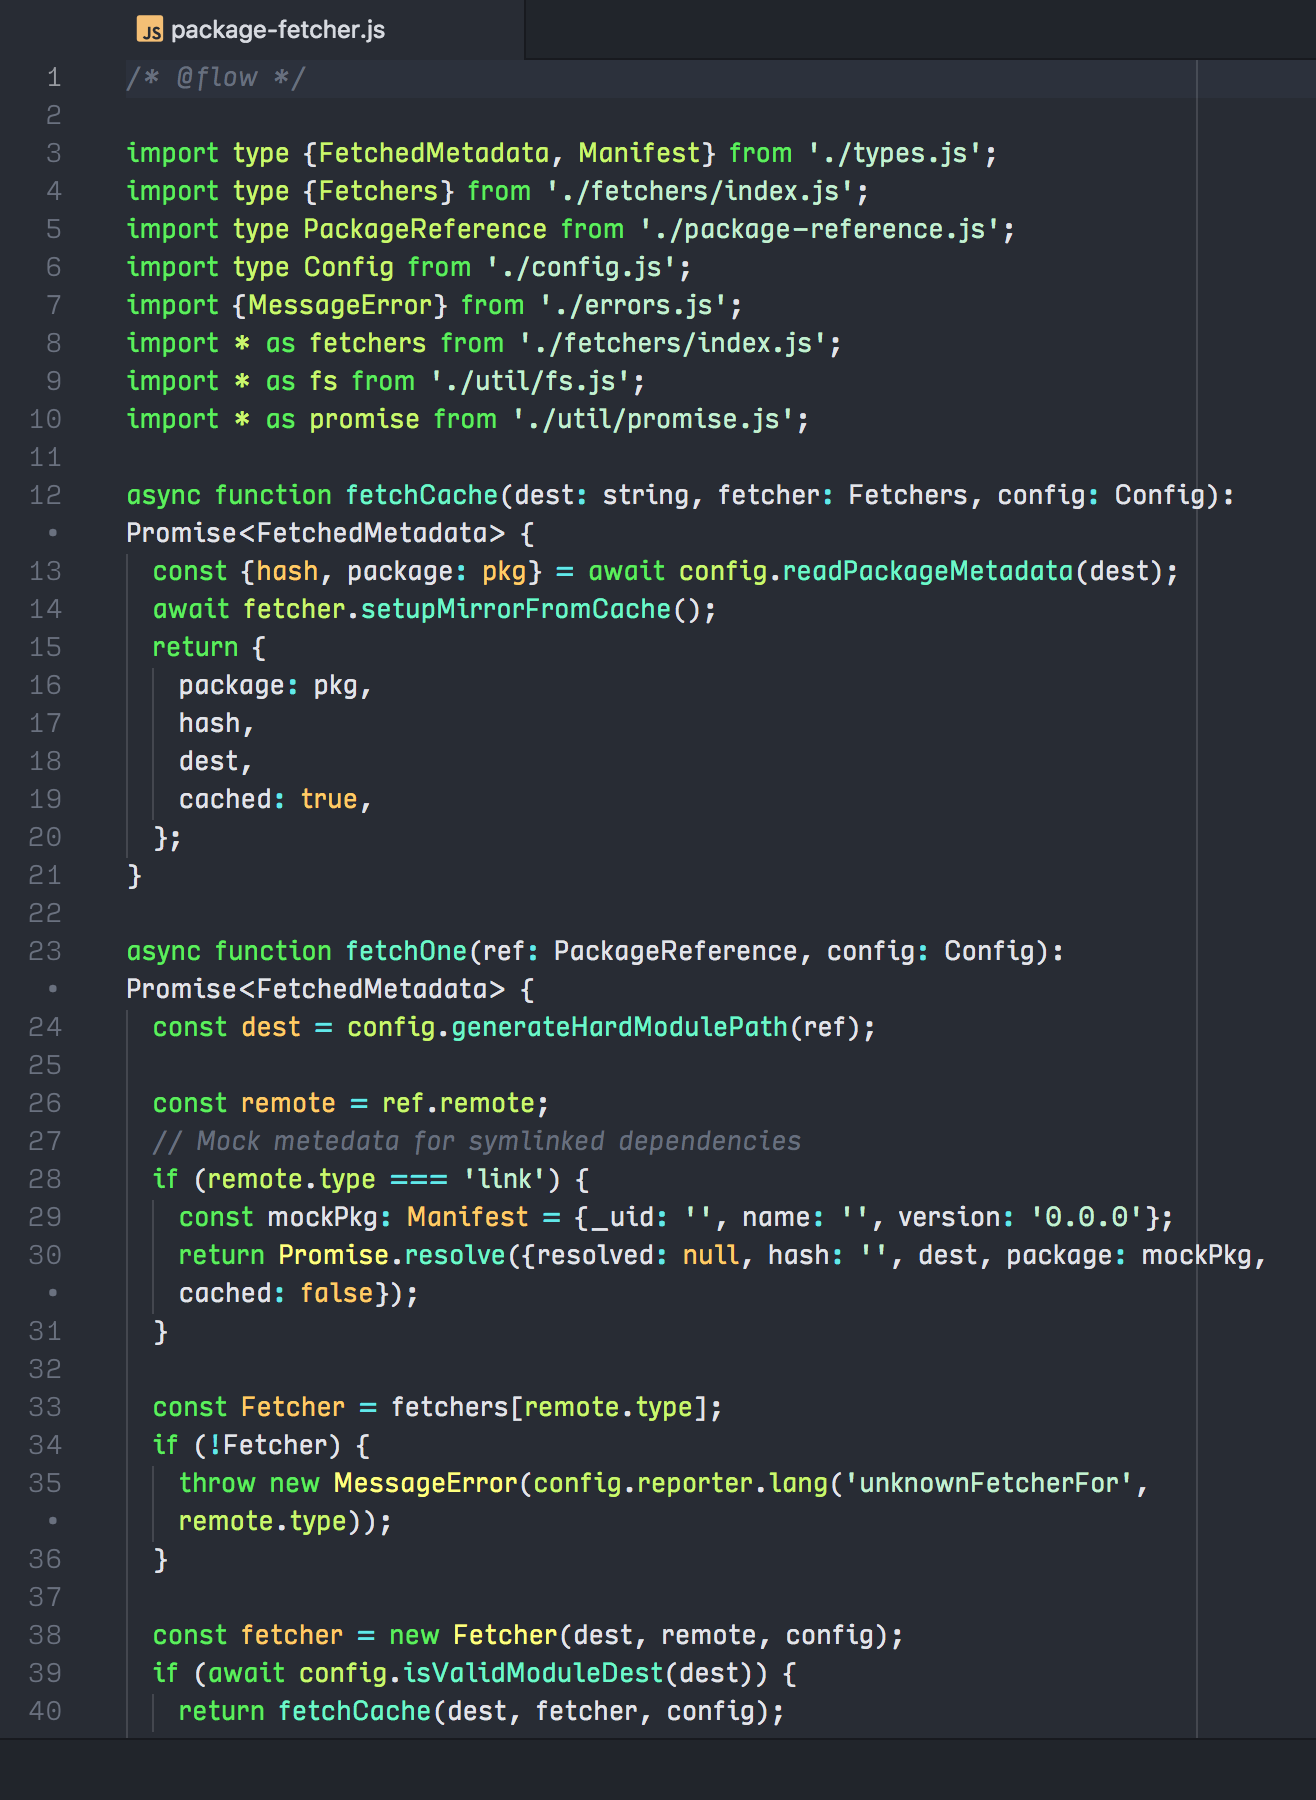 JS package-fetcher.js
1 /* @flow */
2
3 import type {FetchedMetadata, Manifest} from './types.js';
4 import type {Fetchers} from './fetchers/index.js';
5 import type PackageReference from './package-reference.js';
6 import type Config from './config.js';
7 import {MessageError} from './errors.js';
8 import * as fetchers from './fetchers/index.js';
9 import * as fs from './util/fs.js';
10 import * as promise from './util/promise.js';
11
12 async function fetchCache(dest: string, fetcher: Fetchers, config: Config):
• Promise<FetchedMetadata> {
13 const {hash, package: pkg} = await config.readPackageMetadata(dest);
14 await fetcher.setupMirrorFromCache();
15 return {
16 package: pkg,
17 hash,
18 dest,
19 cached: true,
20 };
21 }
22
23 async function fetchOne(ref: PackageReference, config: Config):
• Promise<FetchedMetadata> {
24 const dest = config.generateHardModulePath(ref);
25
26 const remote = ref.remote;
27 // Mock metedata for symlinked dependencies
28 if (remote.type === 'link') {
29 const mockPkg: Manifest = {_uid: '', name: '', version: '0.0.0'};
30 return Promise.resolve({resolved: null, hash: '', dest, package: mockPkg,
• cached: false});
31 }
32
33 const Fetcher = fetchers[remote.type];
34 if (!Fetcher) {
35 throw new MessageError(config.reporter.lang('unknownFetcherFor',
• remote.type));
36 }
37
38 const fetcher = new Fetcher(dest, remote, config);
39 if (await config.isValidModuleDest(dest)) {
40 return fetchCache(dest, fetcher, config);